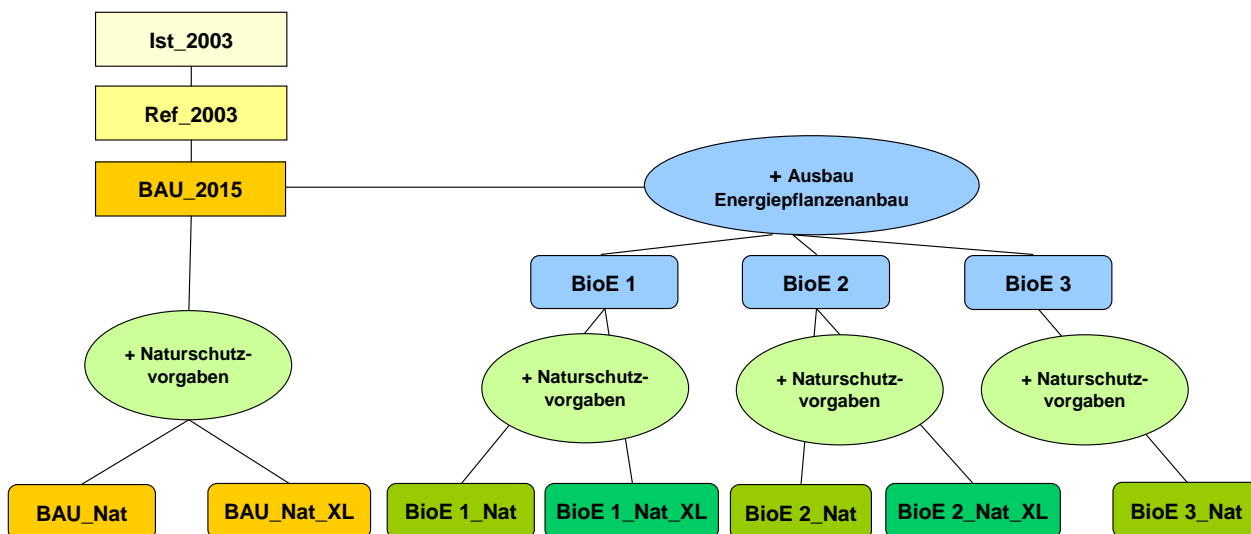 Ist_2003
Ref_2003
BAU_2015
+ Ausbau
Energiepflanzenanbau
BioE 1
BioE 2
BioE 3
+ Naturschutz-
vorgaben
+ Naturschutz-
vorgaben
+ Naturschutz-
vorgaben
+ Naturschutz-
vorgaben
BAU_Nat
BAU_Nat_XL
BioE 1_Nat
BioE 1_Nat_XL
BioE 2_Nat
BioE 2_Nat_XL
BioE 3_Nat